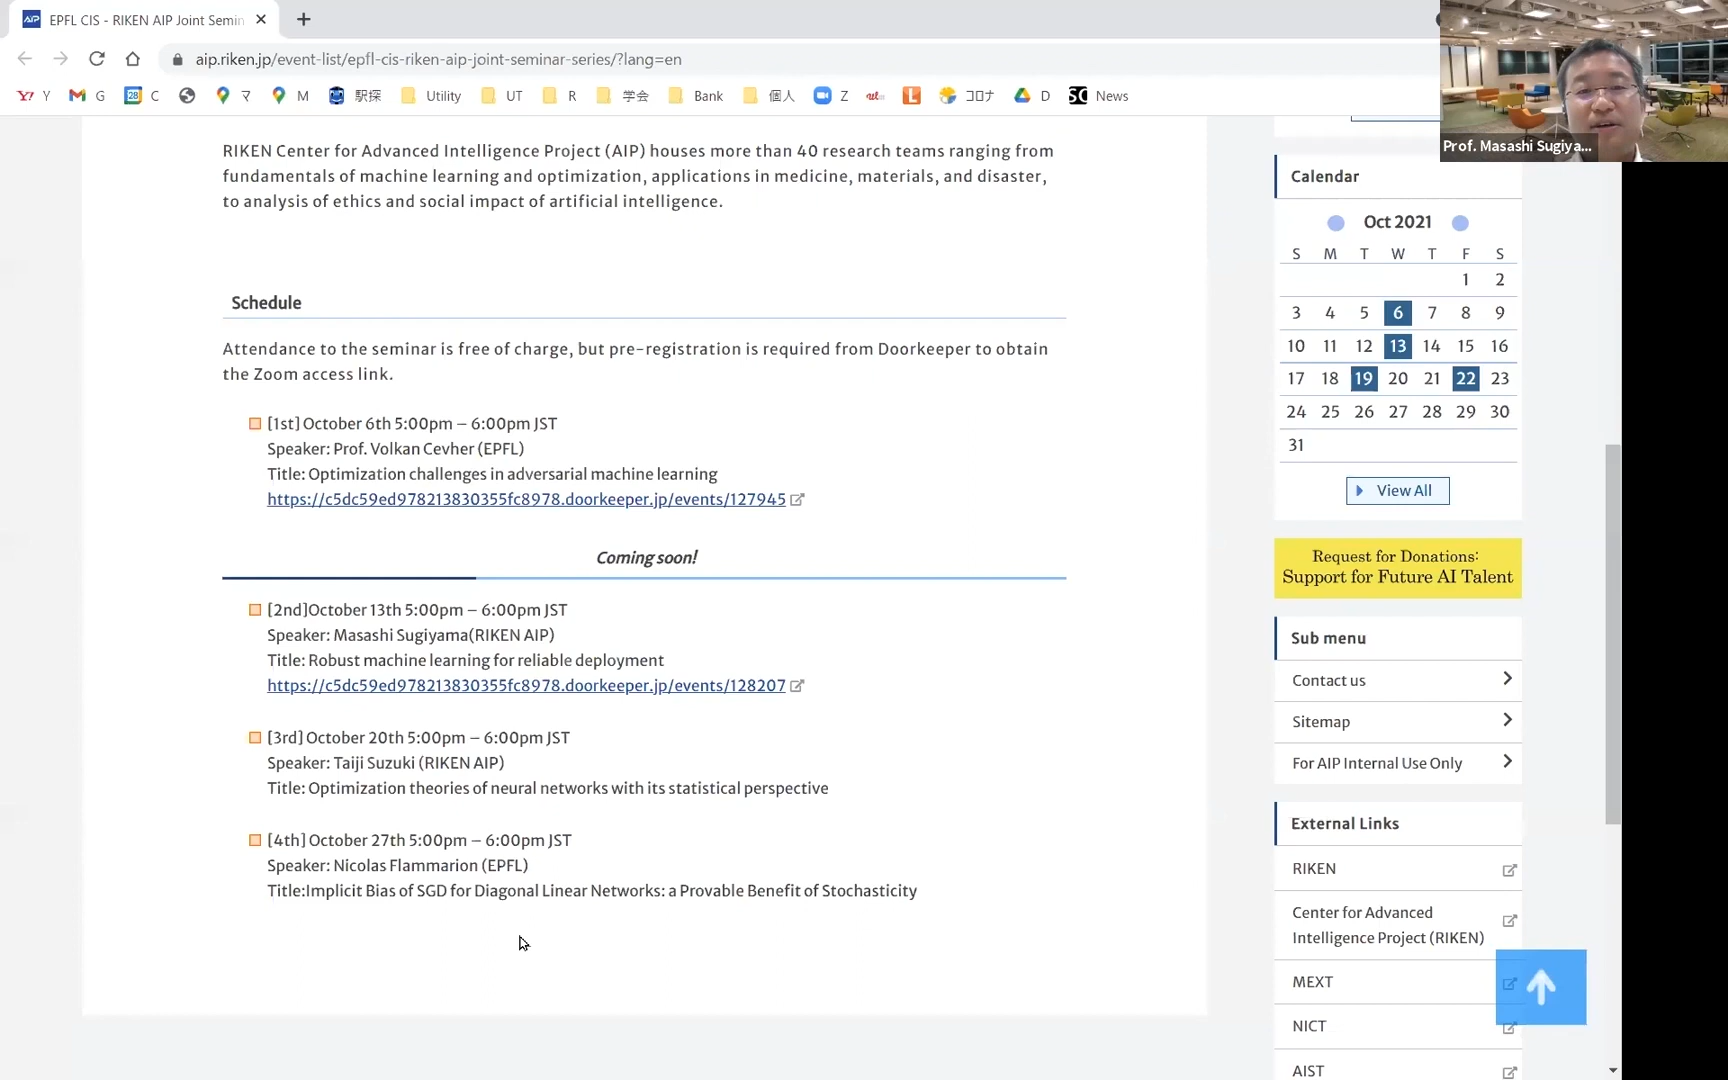 EPFL CIS - RIKEN AIP Joint Semin
aip.riken.jp/event-list/epfl-cis-riken-aip-joint-seminar-series/?lang=en
Y
G
28
C
マ
M
駅探
Utility
UT
R
学会
Bank
個人
Z
コロナ
D
News
Prof. Masashi Sugiya...
RIKEN Center for Advanced Intelligence Project (AIP) houses more than 40 research teams ranging from
fundamentals of machine learning and optimization, applications in medicine, materials, and disaster,
to analysis of ethics and social impact of artificial intelligence.
Schedule
Attendance to the seminar is free of charge, but pre-registration is required from Doorkeeper to obtain
the Zoom access link.
[1st] October 6th 5:00pm – 6:00pm JST
Speaker: Prof. Volkan Cevher (EPFL)
Title: Optimization challenges in adversarial machine learning
https://c5dc59ed978213830355fc8978.doorkeeper.jp/events/127945
Coming soon!
[2nd]October 13th 5:00pm – 6:00pm JST
Speaker: Masashi Sugiyama(RIKEN AIP)
Title: Robust machine learning for reliable deployment
https://c5dc59ed978213830355fc8978.doorkeeper.jp/events/128207
[3rd] October 20th 5:00pm – 6:00pm JST
Speaker: Taiji Suzuki (RIKEN AIP)
Title: Optimization theories of neural networks with its statistical perspective
[4th] October 27th 5:00pm – 6:00pm JST
Speaker: Nicolas Flammarion (EPFL)
Title:Implicit Bias of SGD for Diagonal Linear Networks: a Provable Benefit of Stochasticity
Calendar
Oct 2021
S M T W T F S
1 2
3 4 5 6 7 8 9
10 11 12 13 14 15 16
17 18 19 20 21 22 23
24 25 26 27 28 29 30
31
View All
Request for Donations:
Support for Future AI Talent
Sub menu
Contact us
Sitemap
For AIP Internal Use Only
External Links
RIKEN
Center for Advanced
Intelligence Project (RIKEN)
MEXT
NICT
AIST